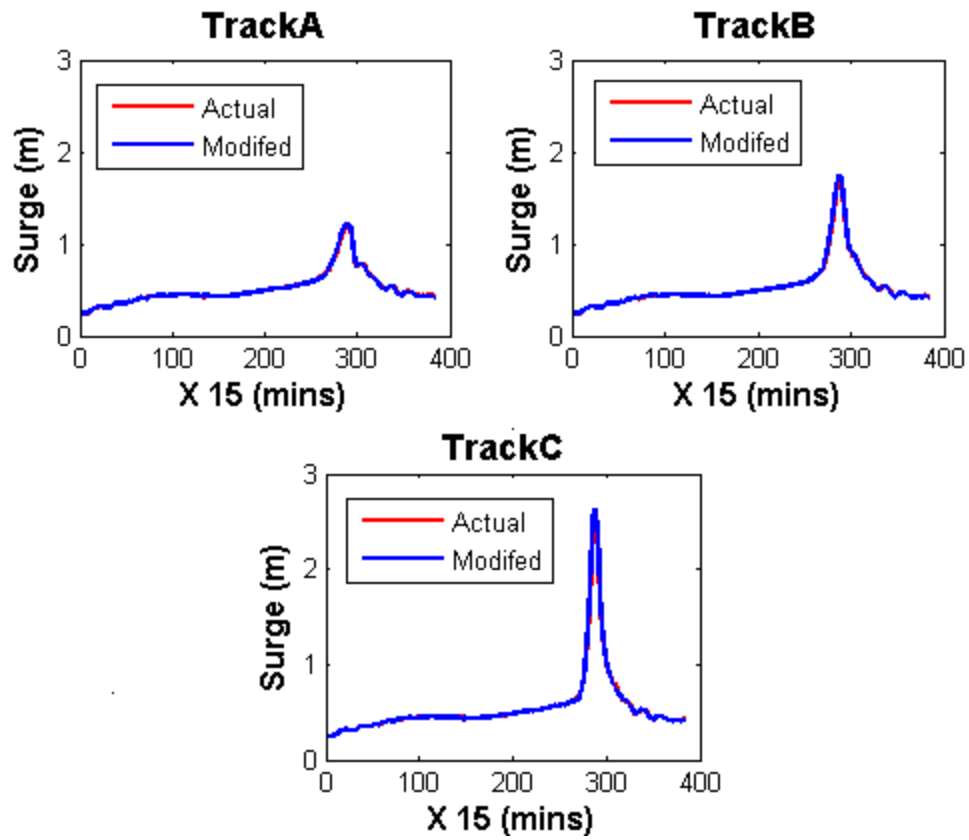 TrackA
3
Actual
Modifed
2
Surge (m)
1
0
0 100 200 300 400
X 15 (mins)
TrackB
3
Actual
Modifed
2
Surge (m)
1
0
0 100 200 300 400
X 15 (mins)
TrackC
3
Actual
Modifed
2
Surge (m)
1
0
0 100 200 300 400
X 15 (mins)